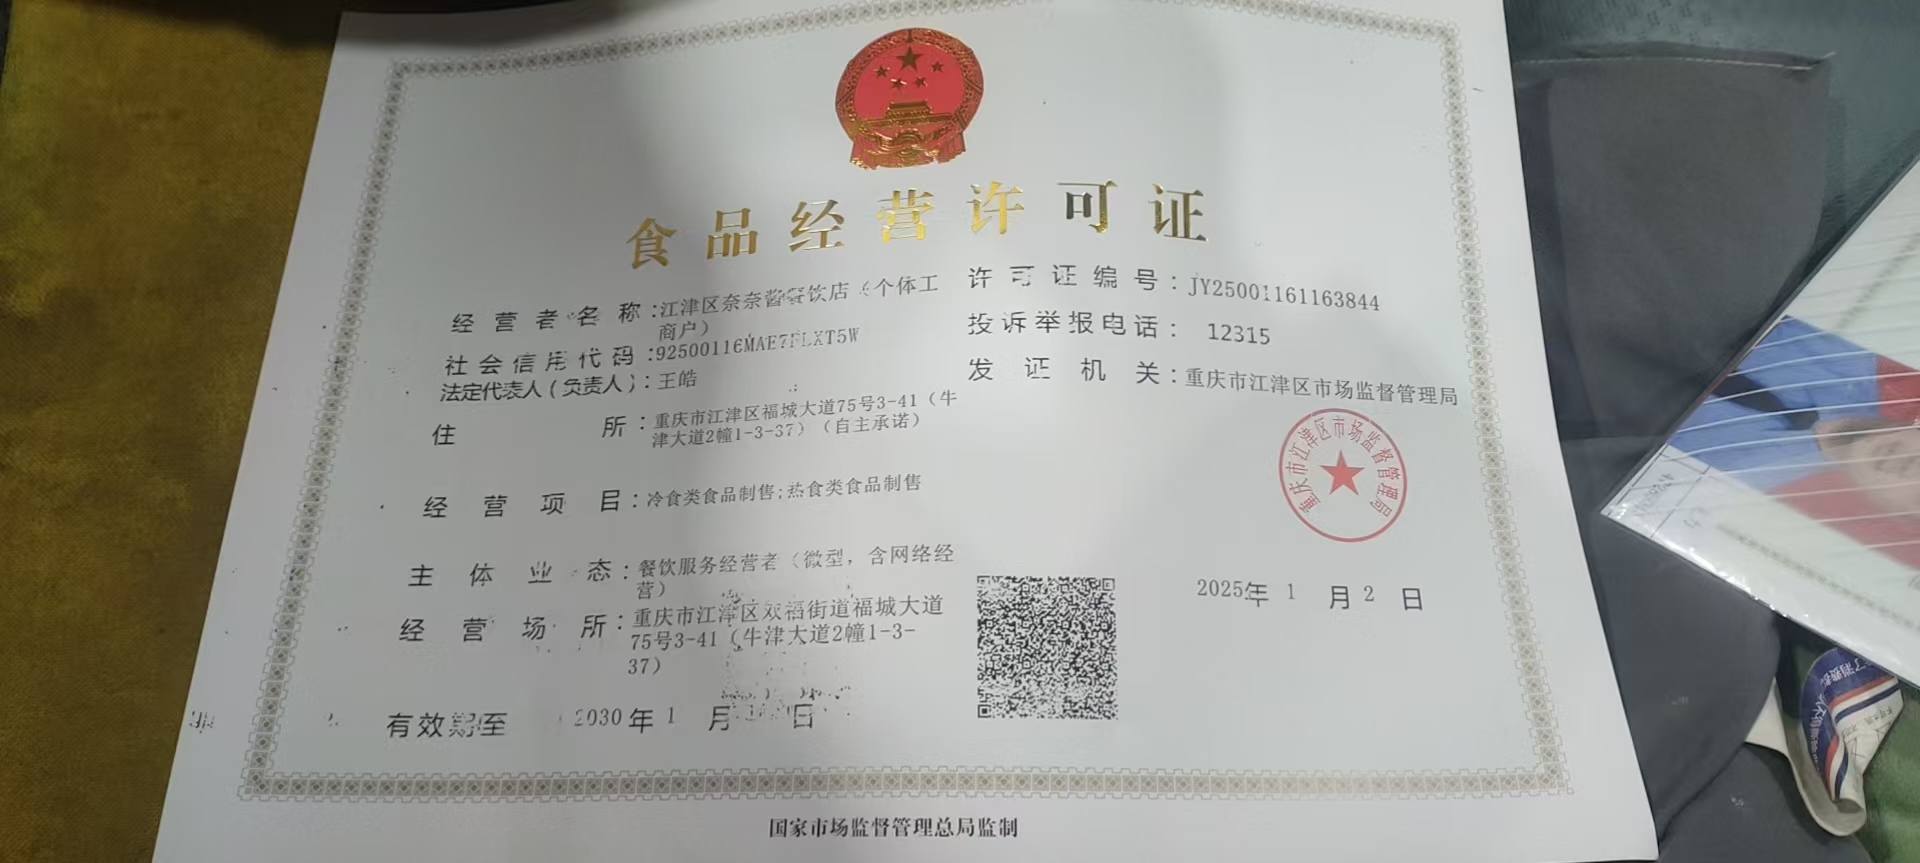 食品经营许可证
经营者名称：江津区奈奈酱餐饮店（个体工
商户）
社会信用代码：92500116MAE7FLXT5W
法定代表人（负责人）：王皓
住所：重庆市江津区福城大道75号3-41（牛
津大道2幢1-3-37）（自主承诺）
经营项目：冷食类食品制售;热食类食品制售
主体业态：餐饮服务经营者（微型，含网络经
营）
经营场所：重庆市江津区双福街道福城大道
75号3-41（牛津大道2幢1-3-
37）
有效期至 2030年1月 日
许可证编号：JY25001161163844
投诉举报电话：12315
发证机关：重庆市江津区市场监督管理局
重庆市江津区市场监督管理局
2025年1月2日
国家市场监督管理总局监制